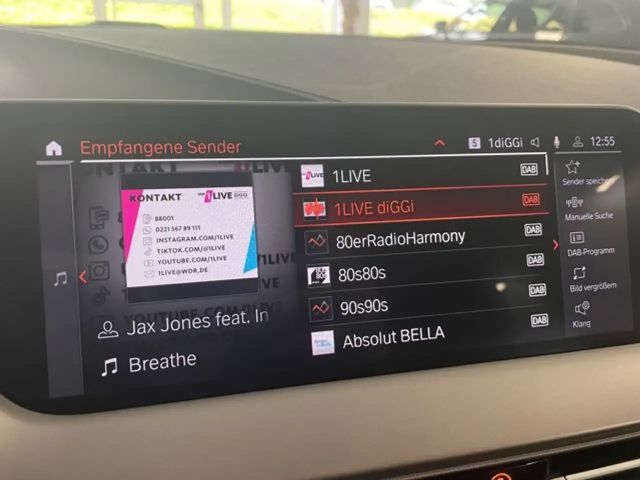 Empfangene Sender
5 1diGGi 12:55
KONTAKT 1LIVE DIGGI
88001
0221 567 89 111
INSTAGRAM.COM/1LIVE
TIKTOK.COM/@1LIVE
YOUTUBE.COM/1LIVE
1LIVE@WDR.DE
Jax Jones feat. In
Breathe
1LIVE DAB
1LIVE diGGi DAB
80erRadioHarmony DAB
80s80s DAB
90s90s DAB
Absolut BELLA DAB
Sender speichern
Manuelle Suche
DAB-Programm
Bild vergrößern
Klang